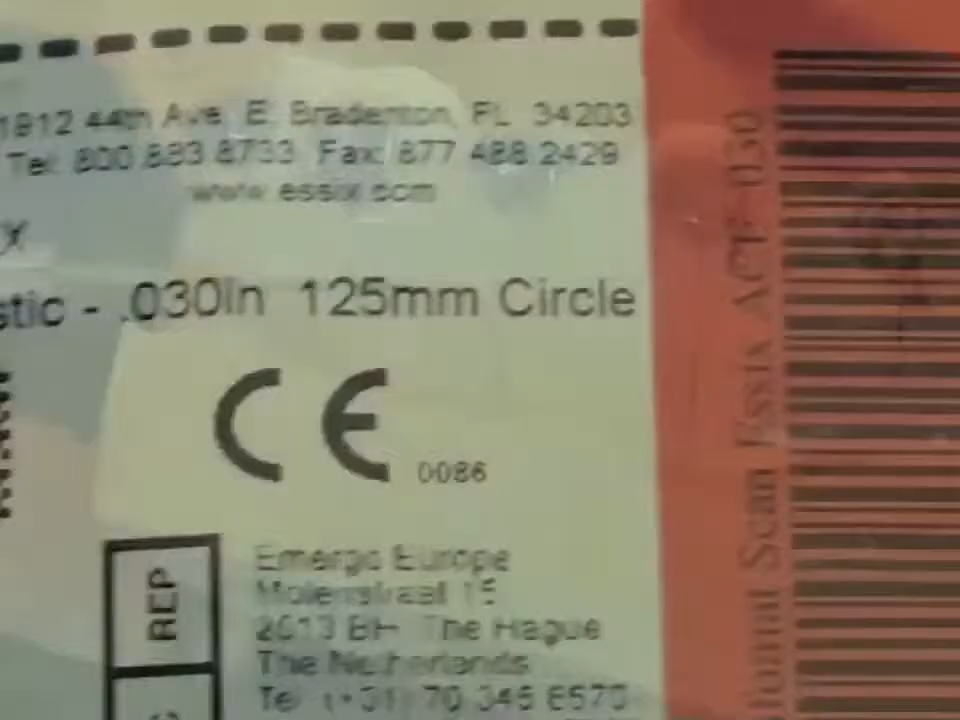 1912 44th Ave. E. Bradenton, FL 34203
Tel: 800 883 8733 Fax: 877 488 2429
www.essix.com
x
stic - .030in 125mm Circle
CE 0086
REP
Emergo Europe
Molenstraat 15
2513 BH The Hague
The Netherlands
Tel: (+31) 70 345 8570
Scan Essix ACE .030